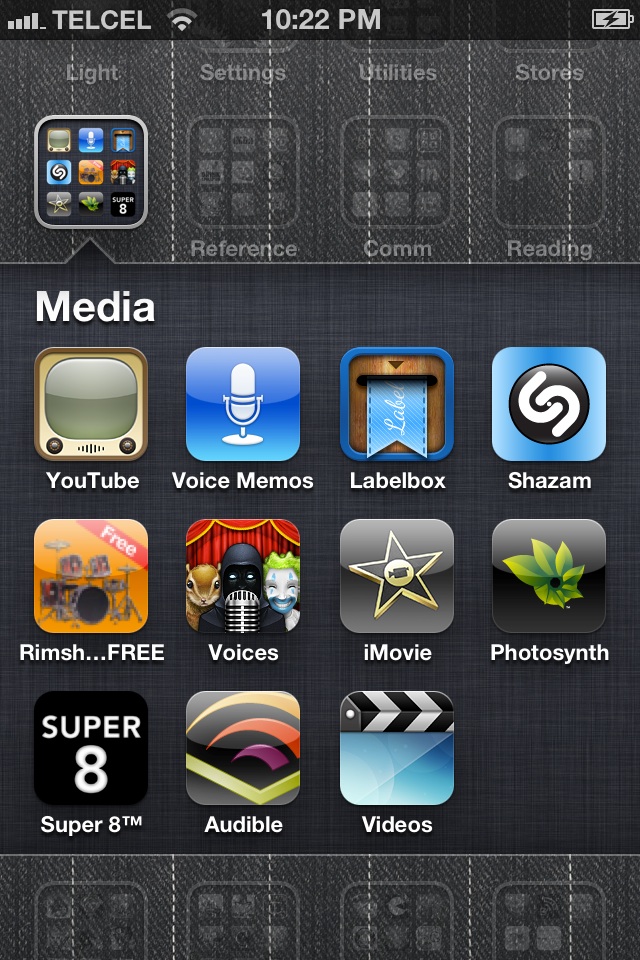 TELCEL 10:22 PM
Light Settings Utilities Stores
SUPER 8
Reference Comm Reading
Media
Label
YouTube Voice Memos Labelbox Shazam
Free
Rimsh...FREE Voices iMovie Photosynth
SUPER
8
Super 8™ Audible Videos